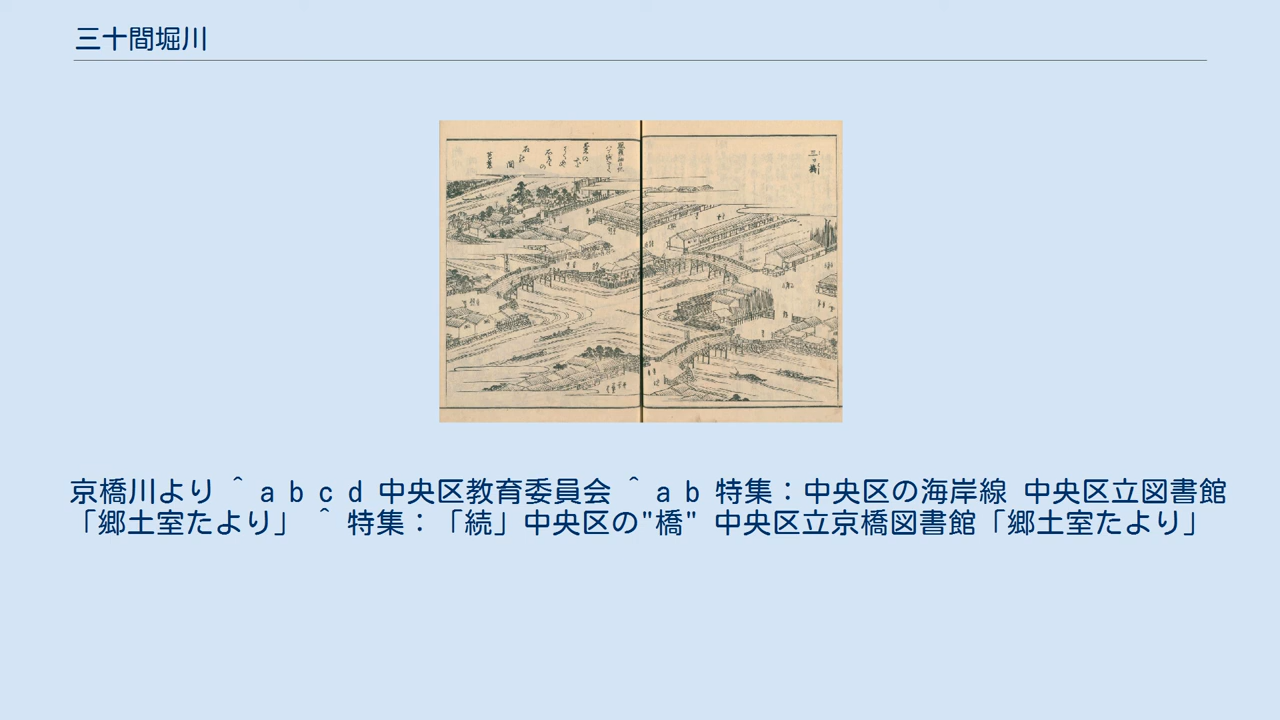 三十間堀川
三ツ橋
京橋川より ^ a b c d 中央区教育委員会 ^ a b 特集：中央区の海岸線 中央区立図書館
「郷土室たより」 ^ 特集：「続」中央区の"橋" 中央区立京橋図書館「郷土室たより」